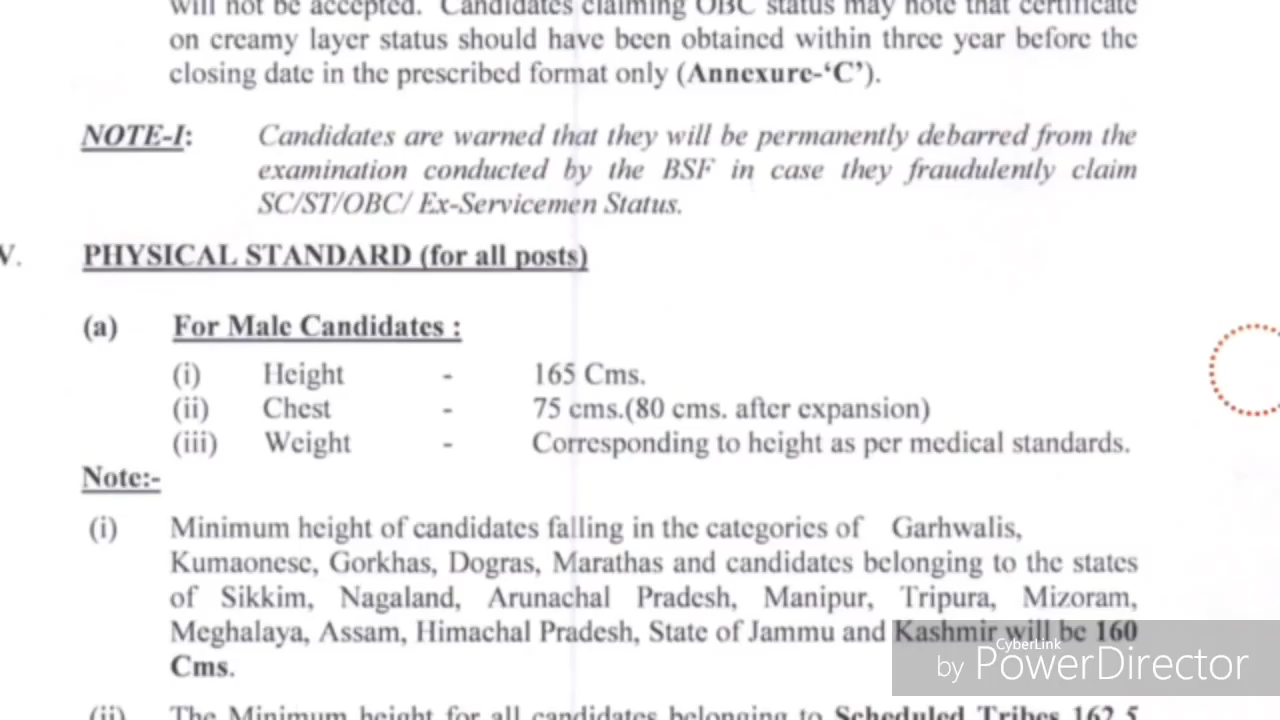 will not be accepted. Candidates claiming OBC status may note that certificate
on creamy layer status should have been obtained within three year before the
closing date in the prescribed format only (Annexure-‘C’).
NOTE-I: Candidates are warned that they will be permanently debarred from the
examination conducted by the BSF in case they fraudulently claim
SC/ST/OBC/ Ex-Servicemen Status.
V. PHYSICAL STANDARD (for all posts)
(a) For Male Candidates :
(i) Height - 165 Cms.
(ii) Chest - 75 cms.(80 cms. after expansion)
(iii) Weight - Corresponding to height as per medical standards.
Note:-
(i) Minimum height of candidates falling in the categories of Garhwalis,
Kumaonese, Gorkhas, Dogras, Marathas and candidates belonging to the states
of Sikkim, Nagaland, Arunachal Pradesh, Manipur, Tripura, Mizoram,
Meghalaya, Assam, Himachal Pradesh, State of Jammu and Kashmir will be 160
Cms.
(ii) The Minimum height for all candidates belonging to Scheduled Tribes 162.5
CyberLink
by PowerDirector